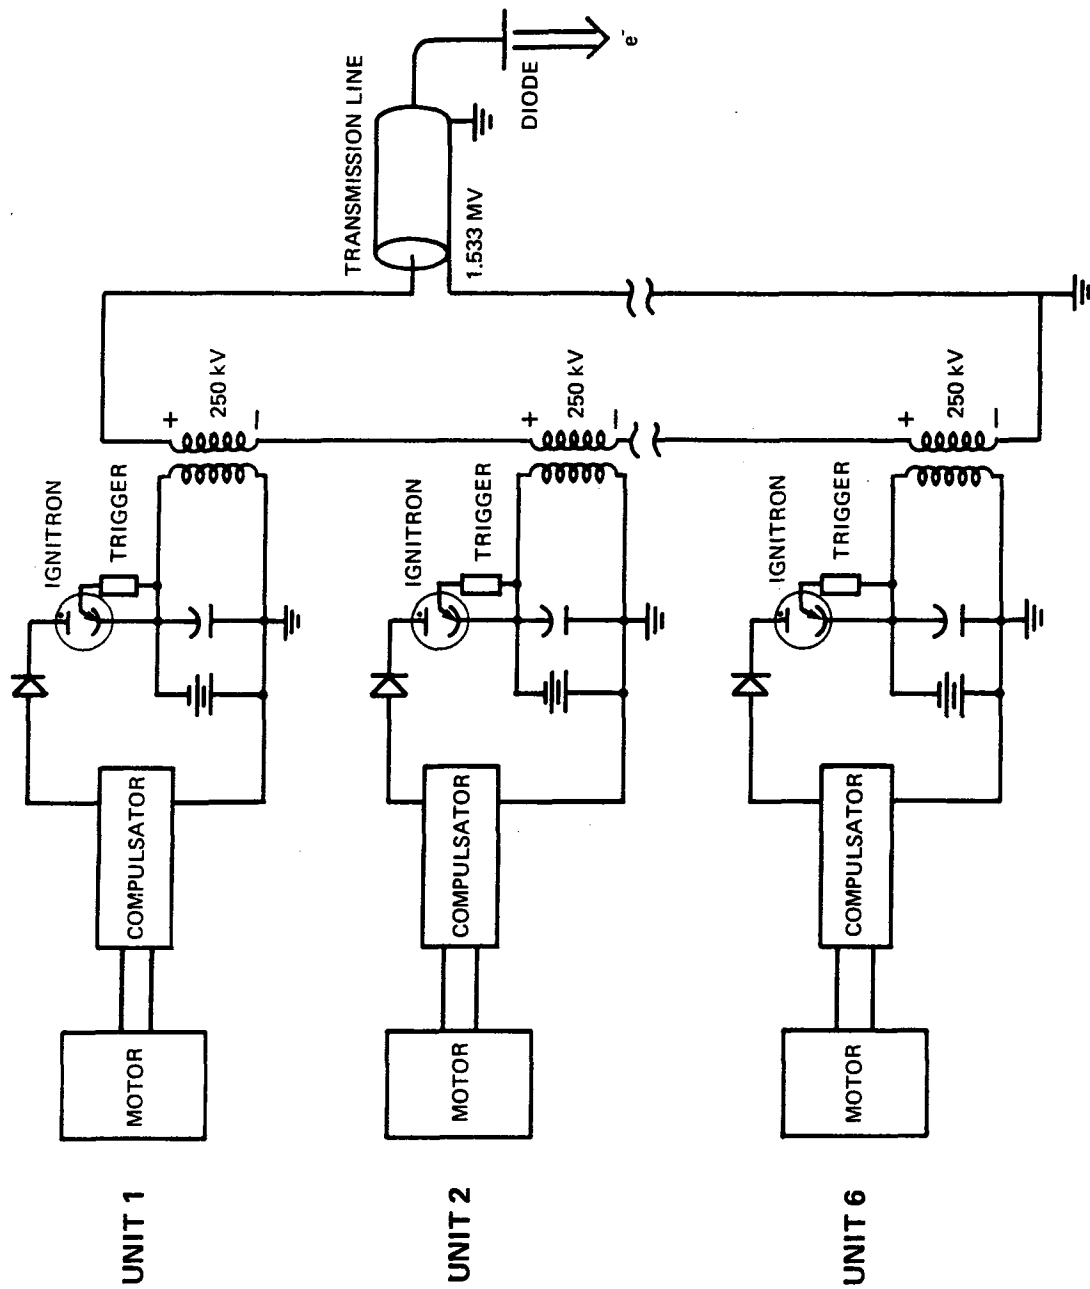 UNIT 1
MOTOR
COMPULSATOR
IGNITRON
TRIGGER
+
250 kV
−
TRANSMISSION LINE
1.533 MV
DIODE
e-
UNIT 2
MOTOR
COMPULSATOR
IGNITRON
TRIGGER
+
250 kV
−
UNIT 6
MOTOR
COMPULSATOR
IGNITRON
TRIGGER
+
250 kV
−